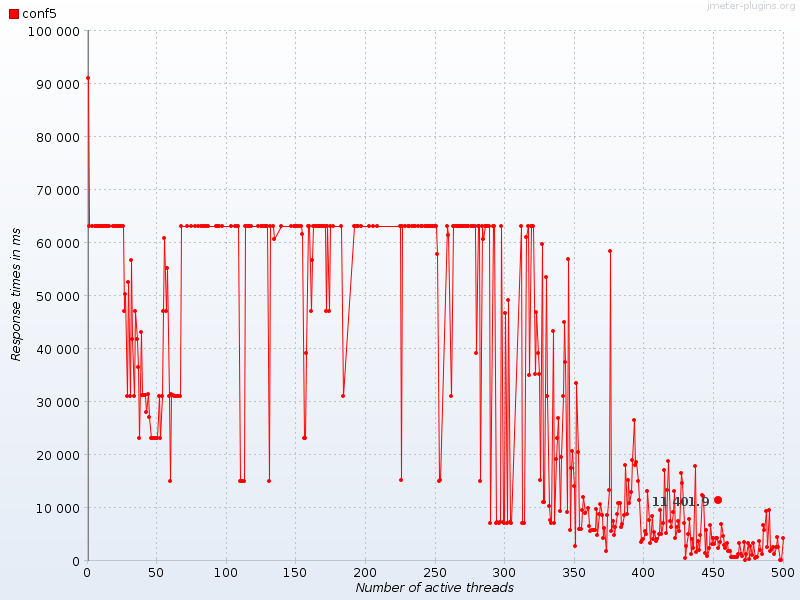 jmeter-plugins.org
conf5
100 000
90 000
80 000
70 000
60 000
50 000
40 000
30 000
20 000
10 000
0
Response times in ms
11 401.9
0 50 100 150 200 250 300 350 400 450 500
Number of active threads